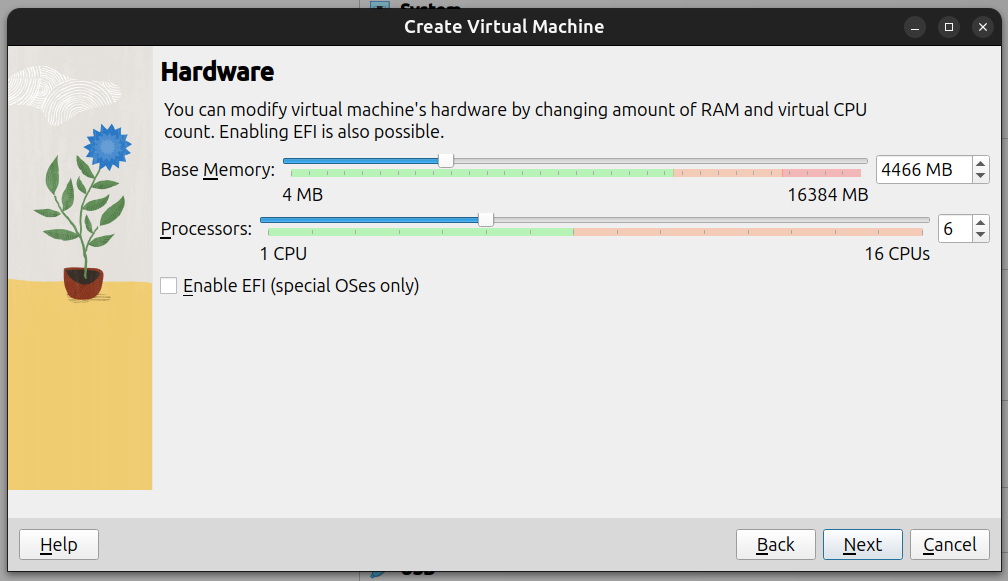 System
Create Virtual Machine
Hardware
You can modify virtual machine's hardware by changing amount of RAM and virtual CPU
count. Enabling EFI is also possible.
Base Memory:
4466 MB
4 MB
16384 MB
Processors:
6
1 CPU
16 CPUs
Enable EFI (special OSes only)
Help
Back
Next
Cancel
USB